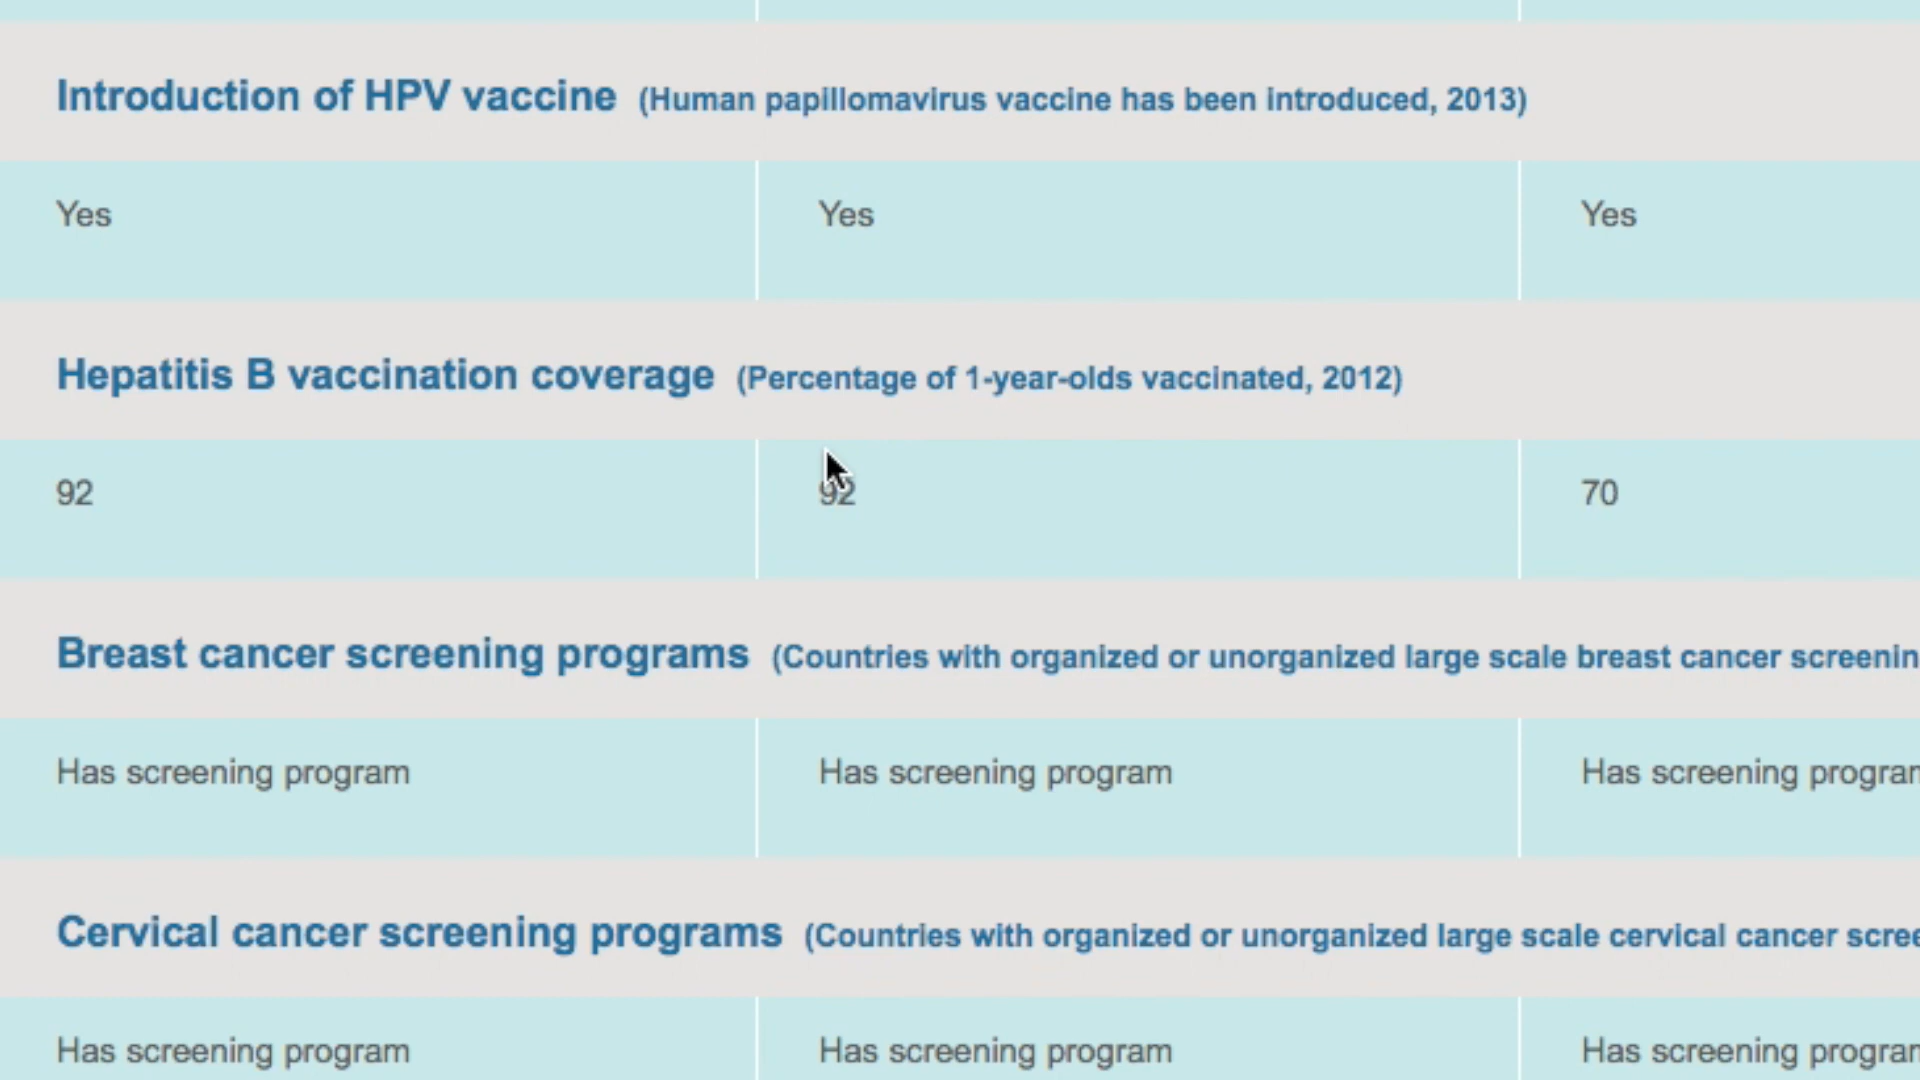 Introduction of HPV vaccine (Human papillomavirus vaccine has been introduced, 2013)
Yes Yes Yes
Hepatitis B vaccination coverage (Percentage of 1-year-olds vaccinated, 2012)
92 92 70
Breast cancer screening programs (Countries with organized or unorganized large scale breast cancer screenin
Has screening program Has screening program Has screening program
Cervical cancer screening programs (Countries with organized or unorganized large scale cervical cancer scree
Has screening program Has screening program Has screening program